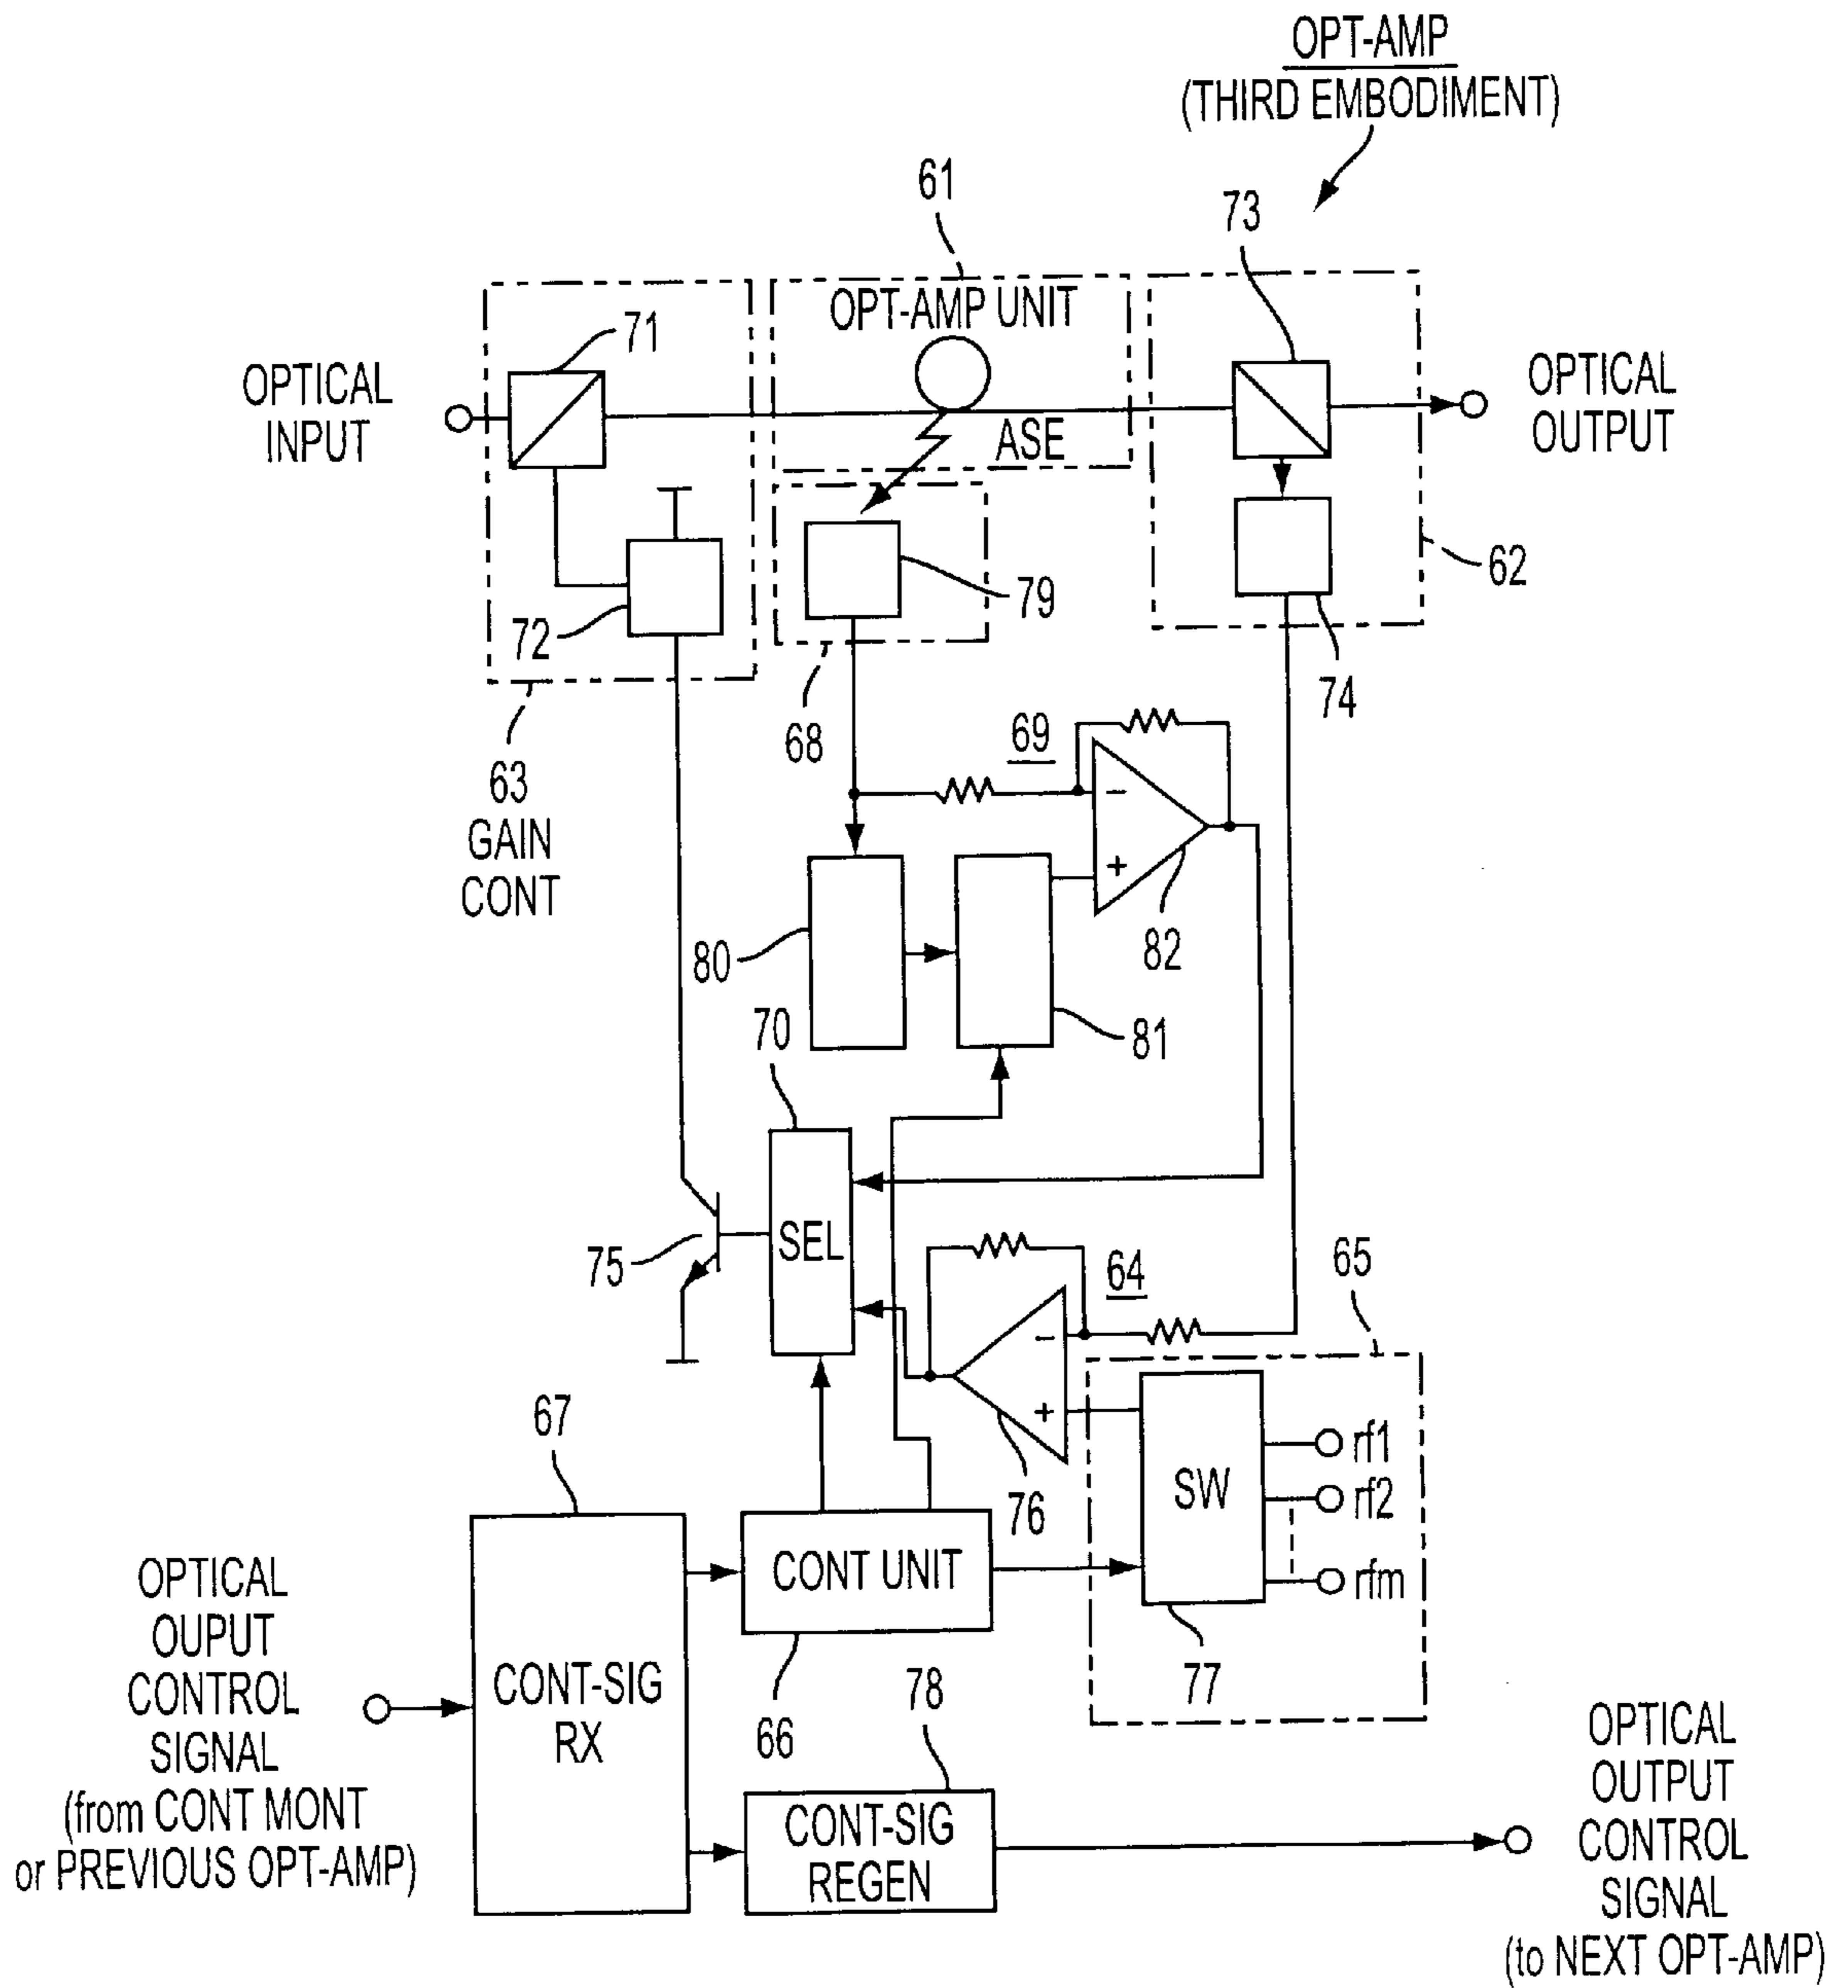 OPT-AMP
(THIRD EMBODIMENT)
61
73
OPT-AMP UNIT
71
OPTICAL
INPUT
OPTICAL
OUTPUT
ASE
79
62
72
74
68
69
63
GAIN
CONT
−
+
82
80
81
70
SEL
75
64
65
−
+
67
76
SW
rf1
rf2
rfm
CONT UNIT
OPTICAL
OUPUT
CONTROL
SIGNAL
(from CONT MONT
or PREVIOUS OPT-AMP)
CONT-SIG
RX
66
78
77
CONT-SIG
REGEN
OPTICAL
OUTPUT
CONTROL
SIGNAL
(to NEXT OPT-AMP)